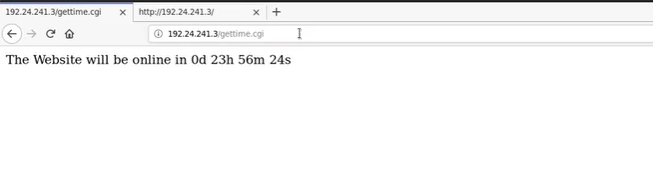 192.24.241.3/gettime.cgi
http://192.24.241.3/
192.24.241.3/gettime.cgi
The Website will be online in 0d 23h 56m 24s